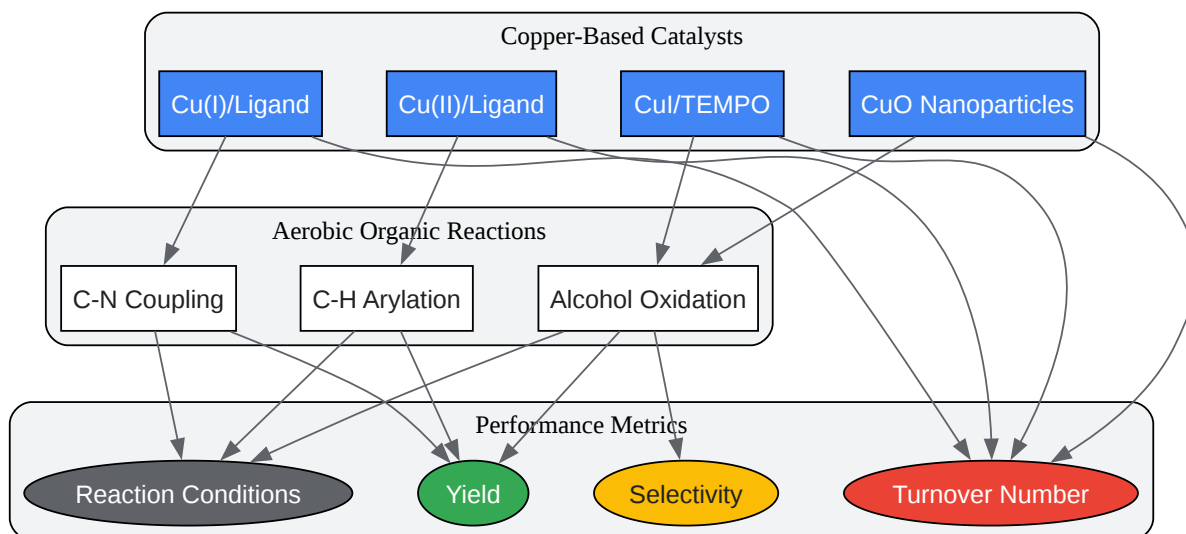 Copper-Based Catalysts
Cu(I)/Ligand
Cu(II)/Ligand
CuI/TEMPO
CuO Nanoparticles
Aerobic Organic Reactions
C-N Coupling
C-H Arylation
Alcohol Oxidation
Performance Metrics
Reaction Conditions
Yield
Selectivity
Turnover Number